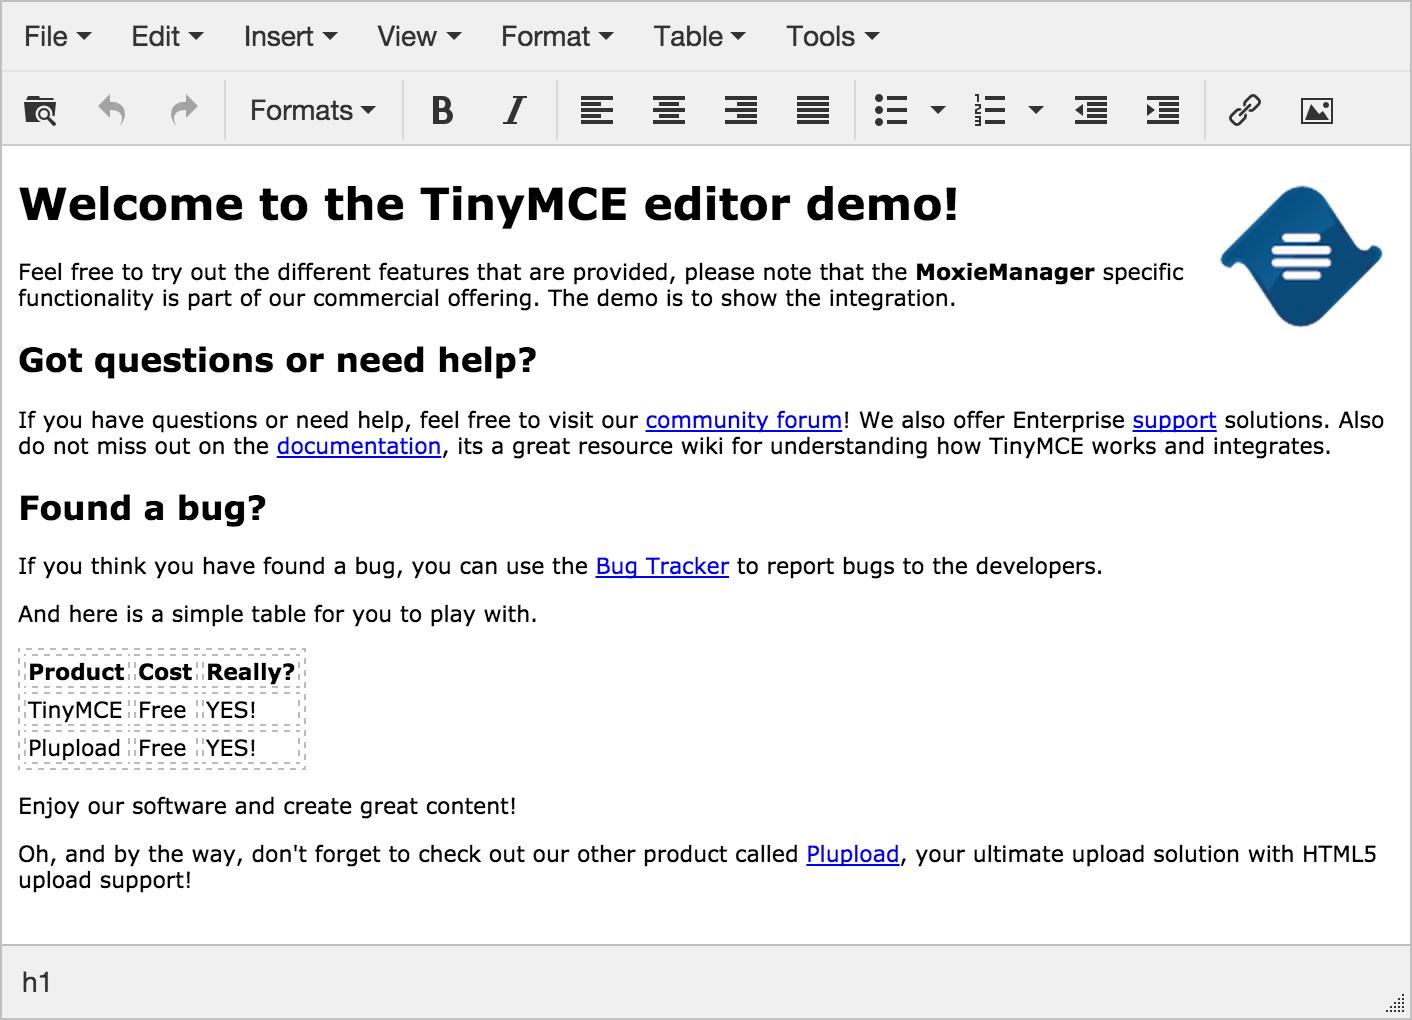 File Edit Insert View Format Table Tools
Formats B I
Welcome to the TinyMCE editor demo!
Feel free to try out the different features that are provided, please note that the MoxieManager specific
functionality is part of our commercial offering. The demo is to show the integration.
Got questions or need help?
If you have questions or need help, feel free to visit our community forum! We also offer Enterprise support solutions. Also
do not miss out on the documentation, its a great resource wiki for understanding how TinyMCE works and integrates.
Found a bug?
If you think you have found a bug, you can use the Bug Tracker to report bugs to the developers.
And here is a simple table for you to play with.
Product Cost Really?
TinyMCE Free YES!
Plupload Free YES!
Enjoy our software and create great content!
Oh, and by the way, don't forget to check out our other product called Plupload, your ultimate upload solution with HTML5
upload support!
h1